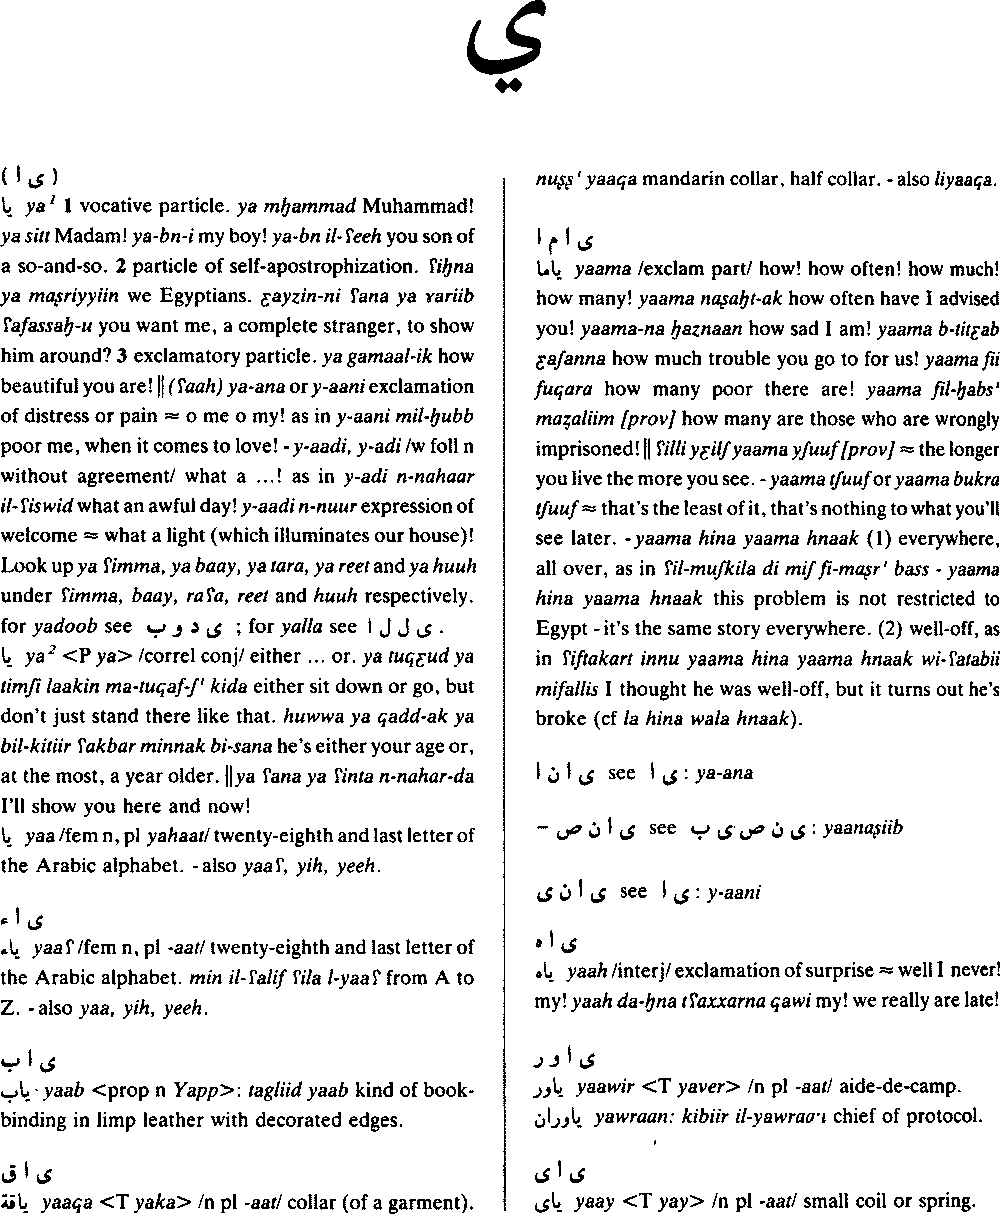 ي
( ى ا )
يا ya¹ 1 vocative particle. ya mḥammad Muhammad!
ya sitt Madam! ya-bn-i my boy! ya-bn il-ʕeeh you son of
a so-and-so. 2 particle of self-apostrophization. ʕiḥna
ya maṣriyyiin we Egyptians. ƹayzin-ni ʕana ya ɤariib
ʕafassaḥ-u you want me, a complete stranger, to show
him around? 3 exclamatory particle. ya gamaal-ik how
beautiful you are! ‖ (ʕaah) ya-ana or y-aani exclamation
of distress or pain ≈ o me o my! as in y-aani mil-ḥubb
poor me, when it comes to love! - y-aadi, y-adi /w foll n
without agreement/ what a ...! as in y-adi n-nahaar
il-ʕiswid what an awful day! y-aadi n-nuur expression of
welcome ≈ what a light (which illuminates our house)!
Look up ya ʕimma, ya baay, ya tara, ya reet and ya huuh
under ʕimma, baay, raʕa, reet and huuh respectively.
for yadoob see ى د و ب ; for yalla see ى ل ل ا .
يا ya² <P ya> /correl conj/ either ... or. ya tuqƹud ya
timʃi laakin ma-tuqaf-ʃ' kida either sit down or go, but
don't just stand there like that. huwwa ya qadd-ak ya
bil-kitiir ʕakbar minnak bi-sana he's either your age or,
at the most, a year older. ‖ ya ʕana ya ʕinta n-nahar-da
I'll show you here and now!
يا yaa /fem n, pl yahaat/ twenty-eighth and last letter of
the Arabic alphabet. - also yaaʕ, yih, yeeh.
ى ا ء
ياء yaaʕ /fem n, pl -aat/ twenty-eighth and last letter of
the Arabic alphabet. min il-ʕalif ʕila l-yaaʕ from A to
Z. - also yaa, yih, yeeh.
ى ا ب
ياب yaab <prop n Yapp>: tagliid yaab kind of book-
binding in limp leather with decorated edges.
ى ا ق
ياقة yaaqa <T yaka> /n pl -aat/ collar (of a garment).
nuṣṣ' yaaqa mandarin collar, half collar. - also liyaaqa.
ى ا م ا
ياما yaama /exclam part/ how! how often! how much!
how many! yaama naṣaḥt-ak how often have I advised
you! yaama-na ḥaznaan how sad I am! yaama b-titƹab
ƹaʃanna how much trouble you go to for us! yaama fii
fuqara how many poor there are! yaama fil-ḥabs'
maẓaliim [prov] how many are those who are wrongly
imprisoned! ‖ ʕilli yƹiiʃ yaama yʃuuf [prov] ≈ the longer
you live the more you see. - yaama tʃuuf or yaama bukra
tʃuuf ≈ that's the least of it, that's nothing to what you'll
see later. - yaama hina yaama hnaak (1) everywhere,
all over, as in ʕil-muʃkila di miʃ fi-maṣr' bass - yaama
hina yaama hnaak this problem is not restricted to
Egypt - it's the same story everywhere. (2) well-off, as
in ʕiftakart innu yaama hina yaama hnaak wi-ʕatabii
mifallis I thought he was well-off, but it turns out he's
broke (cf la hina wala hnaak).
ى ا ن ا see ى ا : ya-ana
ى ا ن ص – see ى ن ص ى ب : yaanaṣiib
ى ا ن ى see ى ا : y-aani
ى ا ه
ياه yaah /interj/ exclamation of surprise ≈ well I never!
my! yaah da-ḥna tʕaxxarna qawi my! we really are late!
ى ا و ر
ياور yaawir <T yaver> /n pl -aat/ aide-de-camp.
ياوران yawraan: kibiir il-yawraan chief of protocol.
ى ا ى
ياى yaay <T yay> /n pl -aat/ small coil or spring.